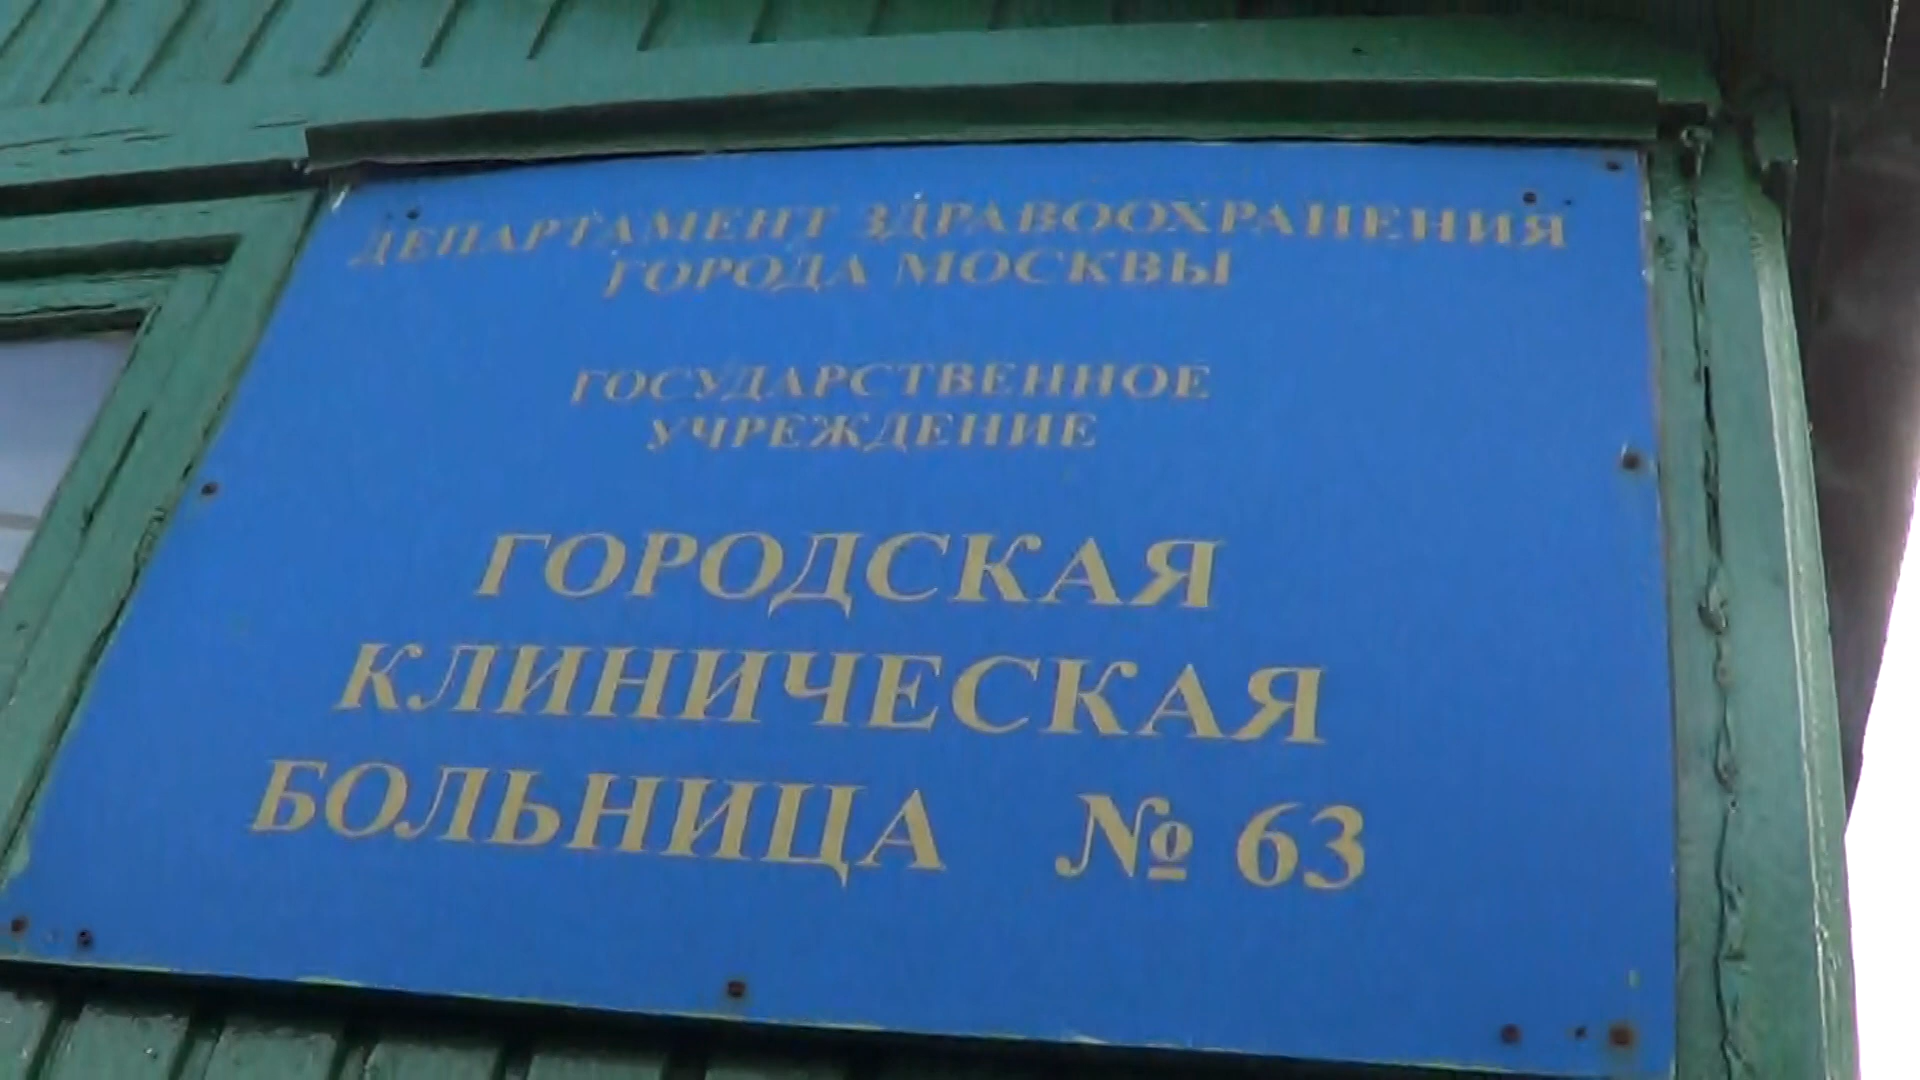 ДЕПАРТАМЕНТ ЗДРАВООХРАНЕНИЯ
ГОРОДА МОСКВЫ
ГОСУДАРСТВЕННОЕ
УЧРЕЖДЕНИЕ
ГОРОДСКАЯ
КЛИНИЧЕСКАЯ
БОЛЬНИЦА № 63